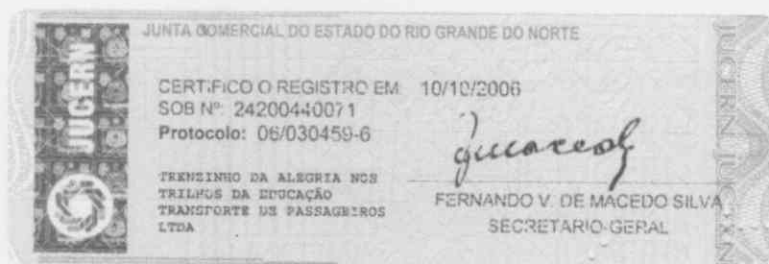 JUNTA COMERCIAL DO ESTADO DO RIO GRANDE DO NORTE
JUCERN
CERTIFICO O REGISTRO EM: 10/10/2006
SOB Nº: 24200440071
Protocolo: 06/030459-6
TRENZINHO DA ALEGRIA NOS
TRILHOS DA EDUCAÇÃO
TRANSPORTE DE PASSAGEIROS
LTDA
FERNANDO V. DE MACEDO SILVA
SECRETARIO-GERAL
JUCERN JUCERN